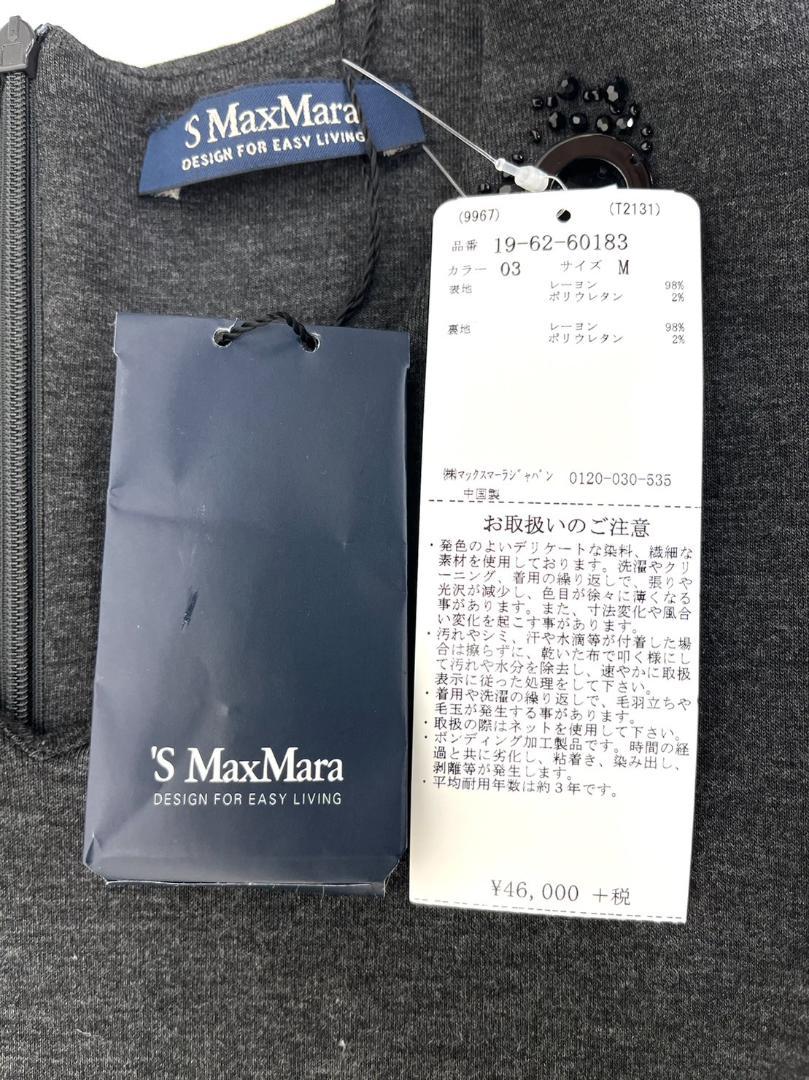 'S MaxMara
DESIGN FOR EASY LIVING
'S MaxMara
DESIGN FOR EASY LIVING
(9967) (T2131)
品番 19-62-60183
カラー 03 サイズ M
表地 レーヨン 98%
ポリウレタン 2%
裏地 レーヨン 98%
ポリウレタン 2%
㈱ﾏｯｸｽﾏｰﾗｼﾞｬﾊﾟﾝ 0120-030-535
中国製
お取扱いのご注意
・発色のよいデリケートな染料、繊細な
素材を使用しております。洗濯やクリ
ーニング、着用の繰り返しで、張りや
光沢が減少し、色目が徐々に薄くなる
事があります。また、寸法変化や風合
い変化を起こす事があります。
・汚れやシミ、汗や水滴等が付着した場
合は擦らずに、乾いた布で叩く様にし
て汚れや水分を除去し、速やかに取扱
表示に従った処理をして下さい。
・着用や洗濯の繰り返しで、毛羽立ちや
毛玉が発生する事があります。
・取扱の際はネットを使用して下さい。
・ボンディング加工製品です。時間の経
過と共に劣化し、粘着き、染み出し、
剥離等が発生します。
・平均耐用年数は約３年です。
¥46,000 +税